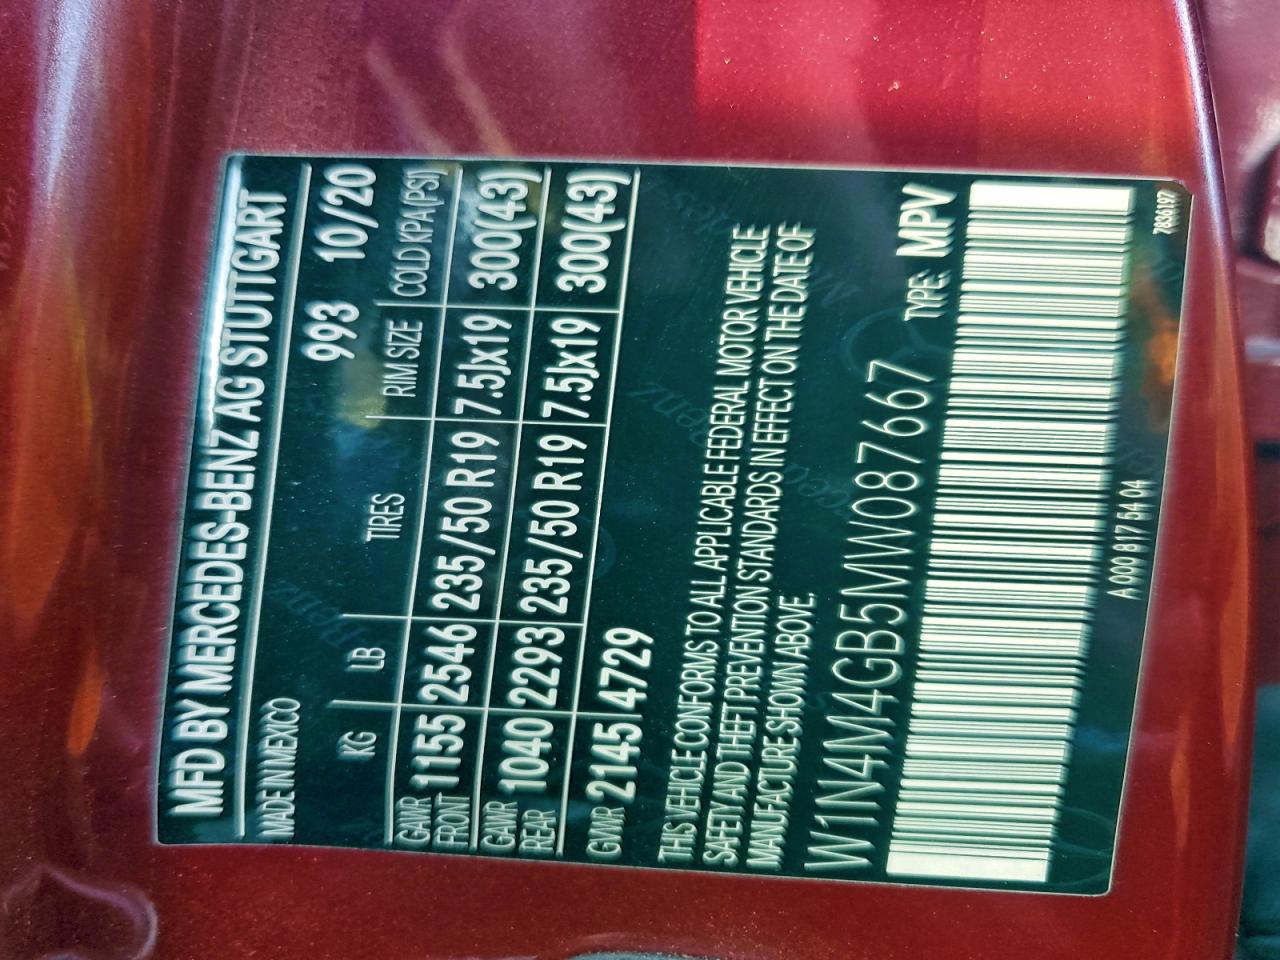 MFD BY MERCEDES-BENZ AG STUTTGART
MADE IN MEXICO 993 10/20
KG LB TIRES RIM SIZE COLD KPA (PSI)
GAWR FRONT 1155 2546 235/50 R19 7.5Jx19 300(43)
GAWR REAR 1040 2293 235/50 R19 7.5Jx19 300(43)
GVWR 2145 4729
THIS VEHICLE CONFORMS TO ALL APPLICABLE FEDERAL MOTOR VEHICLE
SAFETY AND THEFT PREVENTION STANDARDS IN EFFECT ON THE DATE OF
MANUFACTURE SHOWN ABOVE.
W1N4M4GB5MW087667 TYPE: MPV
A 000 817 54 04
7836197